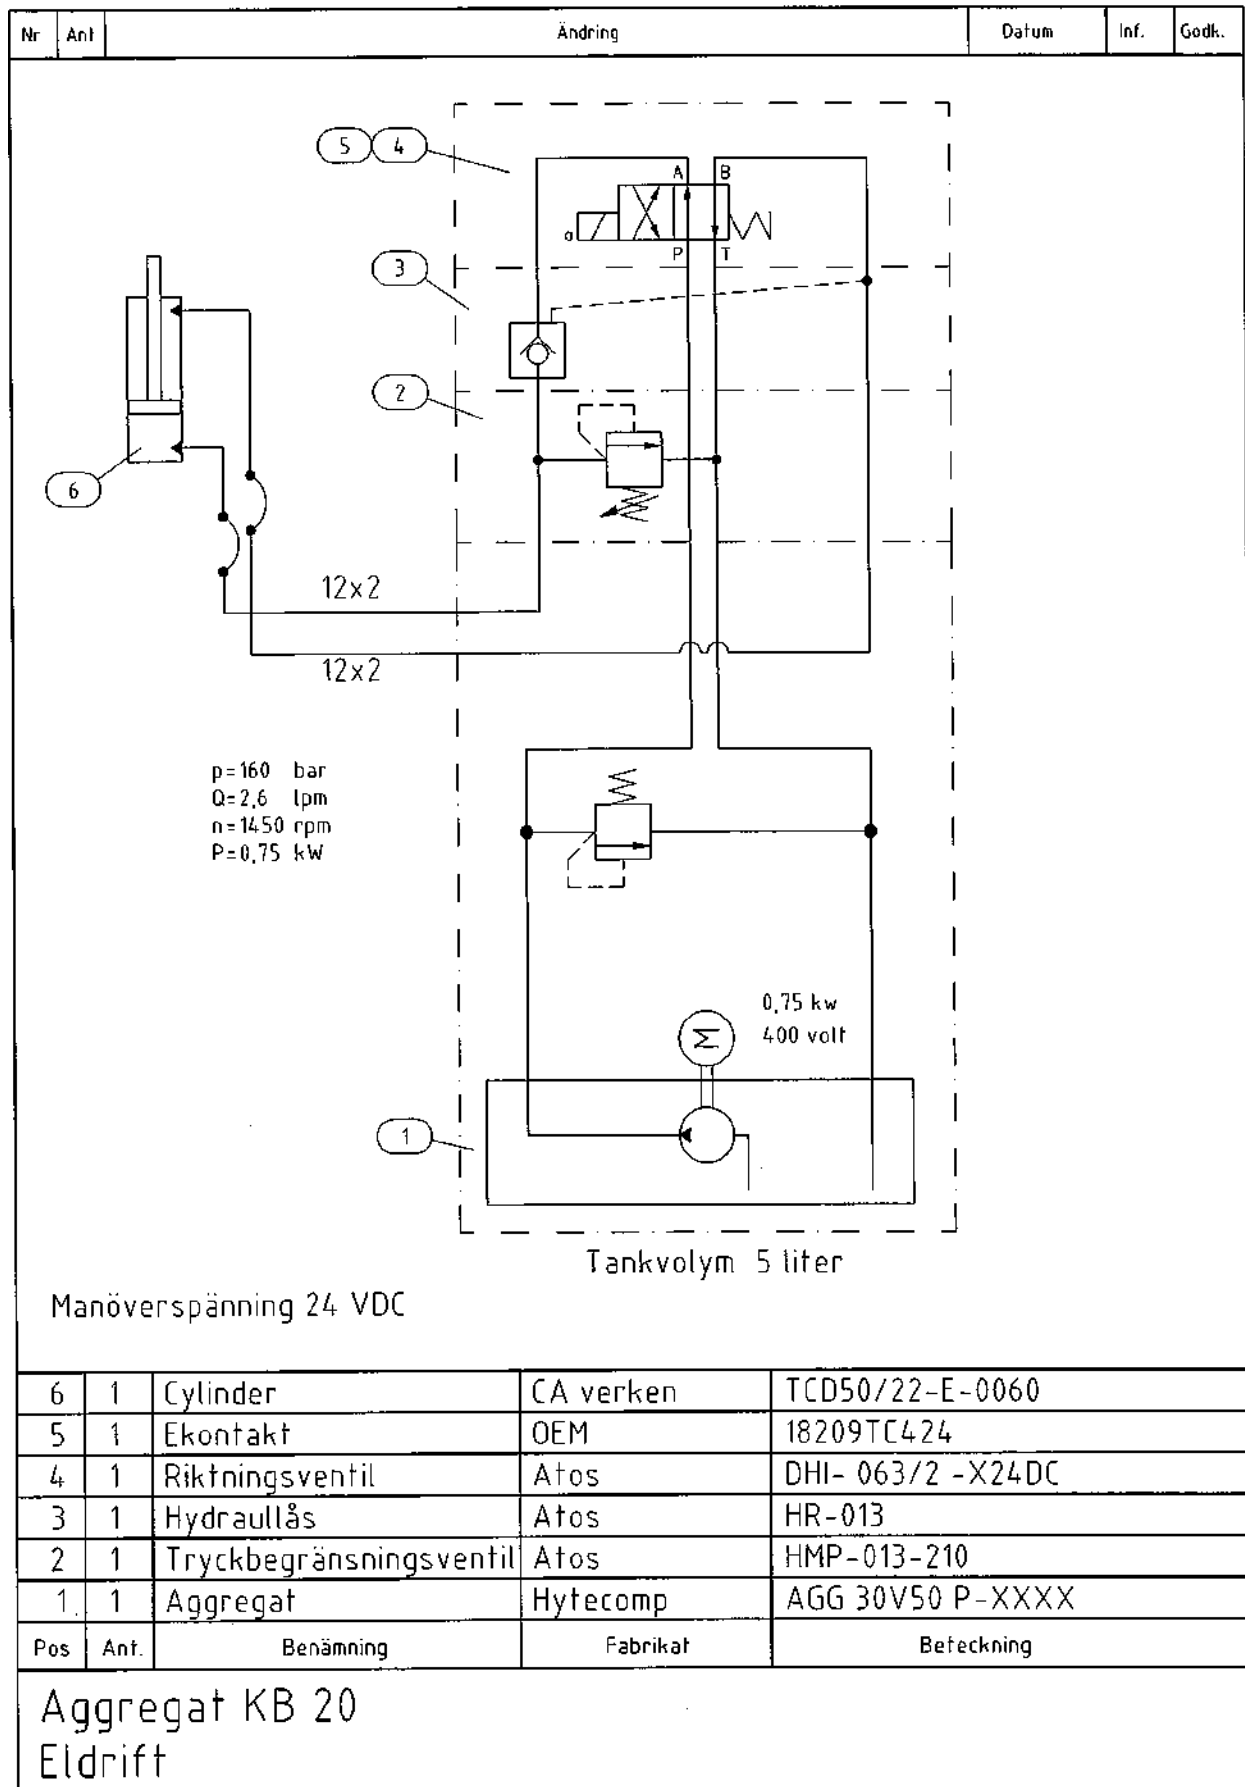 Nr Ant Ändring Datum Inf. Godk.
5 4
A B
a
P T
3
2
6
12x2
12x2
p=160 bar
Q=2,6 lpm
n=1450 rpm
P=0,75 kW
0,75 kw
400 volt
M
1
Tankvolym 5 liter
Manöverspänning 24 VDC
6 1 Cylinder CA verken TCD50/22-E-0060
5 1 Ekontakt OEM 18209TC424
4 1 Riktningsventil Atos DHI- 063/2 -X24DC
3 1 Hydraullås Atos HR-013
2 1 Tryckbegränsningsventil Atos HMP-013-210
1. 1 Aggregat Hytecomp AGG 30V50 P-XXXX
Pos Ant. Benämning Fabrikat Beteckning
Aggregat KB 20
Eldrift